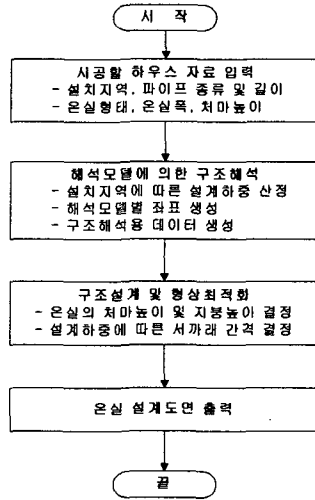 시 작
시공할 하우스 자료 입력
- 설치지역, 파이프 종류 및 길이
- 온실형태, 온실폭, 처마높이
해석모델에 의한 구조해석
- 설치지역에 따른 설계하중 산정
- 해석모델별 좌표 생성
- 구조해석용 데이터 생성
구조설계 및 형상최적화
- 온실의 처마높이 및 지붕높이 결정
- 설계하중에 따른 서까래 간격 결정
온실 설계도면 출력
끝